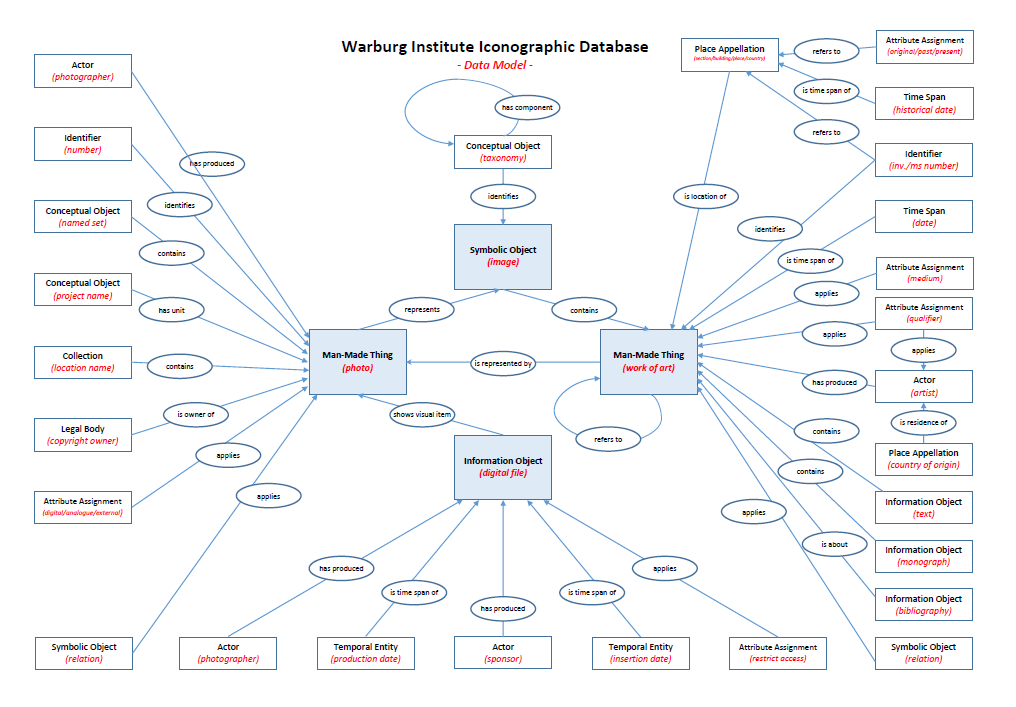 Warburg Institute Iconographic Database
- Data Model -
Actor
(photographer)
Identifier
(number)
Conceptual Object
(named set)
Conceptual Object
(project name)
Collection
(location name)
Legal Body
(copyright owner)
Attribute Assignment
(digital/analogue/external)
Symbolic Object
(relation)
has produced
identifies
contains
has unit
contains
is owner of
applies
applies
has component
Conceptual Object
(taxonomy)
identifies
Symbolic Object
(image)
represents
contains
Man-Made Thing
(photo)
is represented by
Man-Made Thing
(work of art)
shows visual item
refers to
Information Object
(digital file)
has produced
is time span of
has produced
is time span of
applies
Actor
(photographer)
Temporal Entity
(production date)
Actor
(sponsor)
Temporal Entity
(insertion date)
Attribute Assignment
(restrict access)
Place Appellation
(section/building/place/country)
refers to
is time span of
refers to
is location of
identifies
is time span of
applies
applies
applies
has produced
is residence of
contains
contains
applies
is about
Attribute Assignment
(original/past/present)
Time Span
(historical date)
Identifier
(inv./ms number)
Time Span
(date)
Attribute Assignment
(medium)
Attribute Assignment
(qualifier)
Actor
(artist)
Place Appellation
(country of origin)
Information Object
(text)
Information Object
(monograph)
Information Object
(bibliography)
Symbolic Object
(relation)